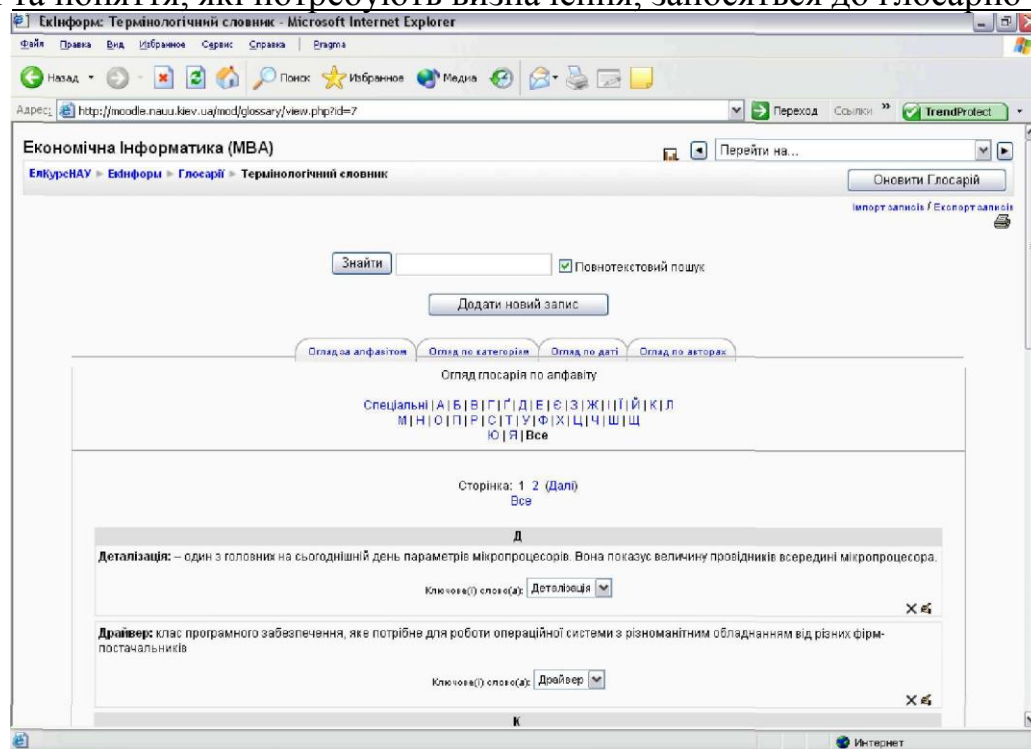 та поняття, які потребують визначення, заносяться до глосарію
ЕкІнформ: Термінологічний словник - Microsoft Internet Explorer
Файл Правка Вид Избранное Сервис Справка Pragma
Назад Поиск Избранное Медиа
Адрес: http://moodle.nauu.kiev.ua/mod/glossary/view.php?id=7 Переход Ссылки » TrendProtect
Економічна Інформатика (МВА) Перейти на...
ЕлКурсНАУ ► ЕкІнформ ► Глосарії ► Термінологічний словник Оновити Глосарій
Імпорт записів / Експорт записів
Знайти Повнотекстовий пошук
Додати новий запис
Огляд за алфавітом Огляд по категоріям Огляд по даті Огляд по авторах
Огляд глосарія по алфавіту
Спеціальні | А | Б | В | Г | Ґ | Д | Е | Є | З | Ж | І | Ї | Й | К | Л
М | Н | О | П | Р | С | Т | У | Ф | Х | Ц | Ч | Ш | Щ
Ю | Я | Все
Сторінка: 1 2 (Далі)
Все
Д
Деталізація: – один з головних на сьогоднішній день параметрів мікропроцесорів. Вона показує величину провідників всередині мікропроцесора.
Ключове(і) слово(а): Деталізація
Драйвер: клас програмного забезпечення, яке потрібне для роботи операційної системи з різноманітним обладнанням від різних фірм-
постачальників
Ключове(і) слово(а): Драйвер
К
Интернет